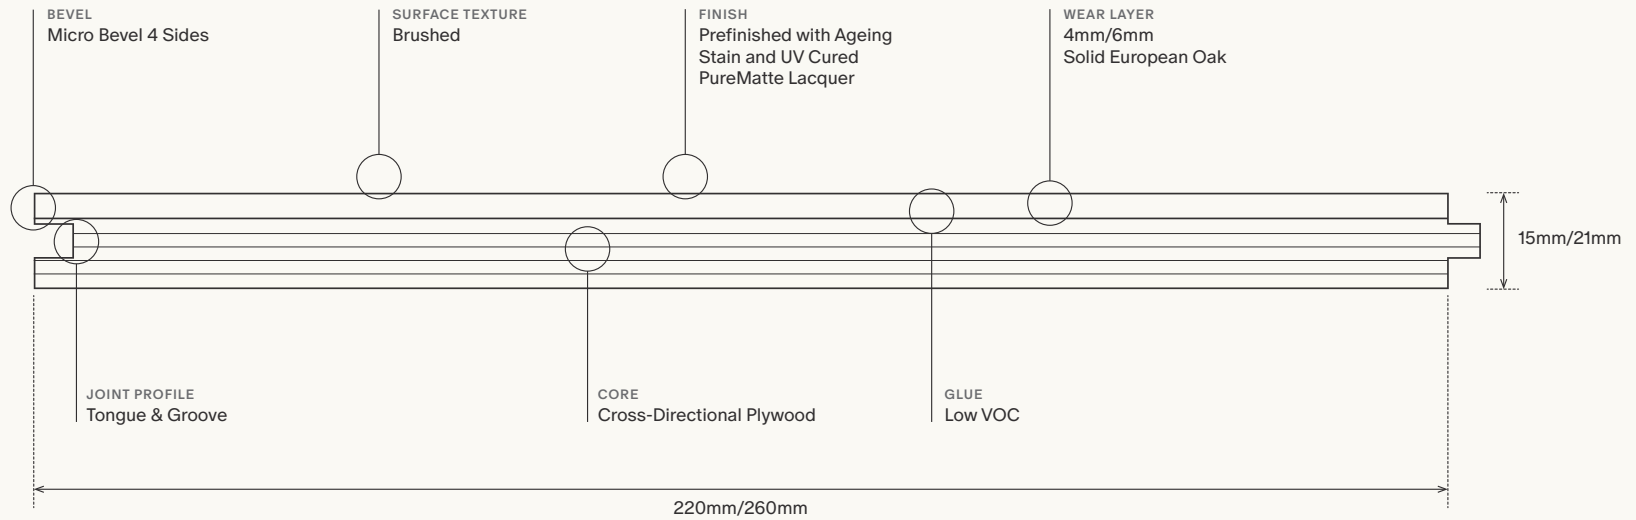 BEVEL
Micro Bevel 4 Sides
SURFACE TEXTURE
Brushed
FINISH
Prefinished with Ageing
Stain and UV Cured
PureMatte Lacquer
WEAR LAYER
4mm/6mm
Solid European Oak
15mm/21mm
JOINT PROFILE
Tongue & Groove
CORE
Cross-Directional Plywood
GLUE
Low VOC
220mm/260mm